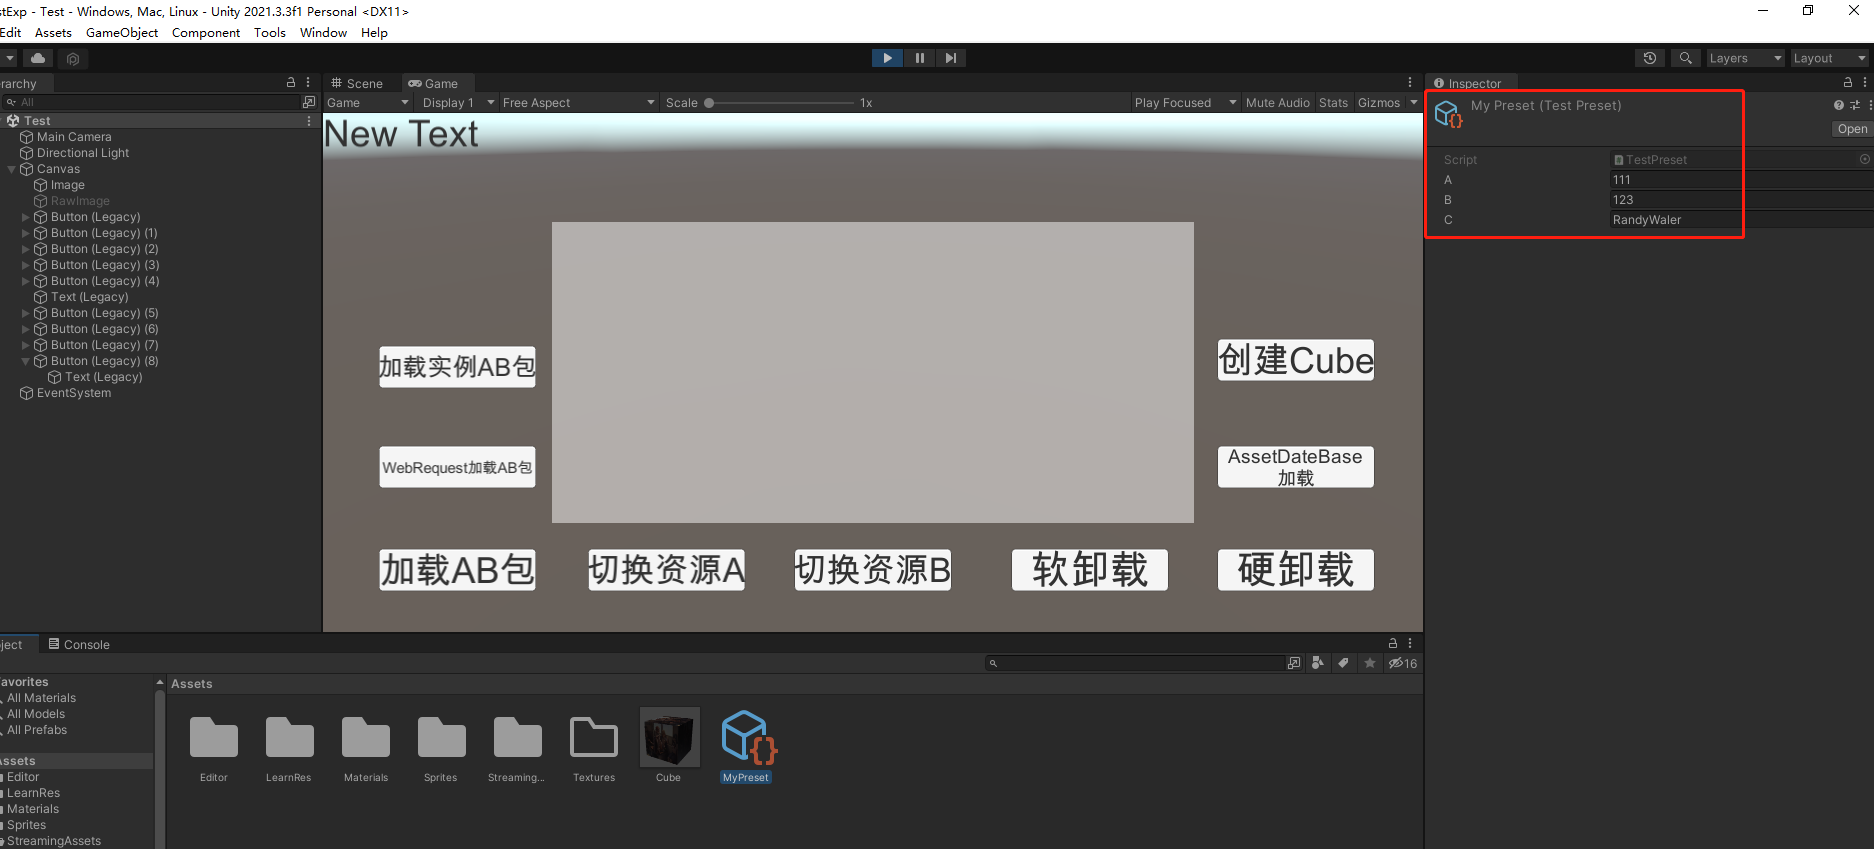 stExp - Test - Windows, Mac, Linux - Unity 2021.3.3f1 Personal <DX11>
Edit Assets GameObject Component Tools Window Help
Layers Layout
erarchy
All
Test
Main Camera
Directional Light
Canvas
Image
RawImage
Button (Legacy)
Button (Legacy) (1)
Button (Legacy) (2)
Button (Legacy) (3)
Button (Legacy) (4)
Text (Legacy)
Button (Legacy) (5)
Button (Legacy) (6)
Button (Legacy) (7)
Button (Legacy) (8)
Text (Legacy)
EventSystem
Scene Game
Game Display 1 Free Aspect Scale 1x Play Focused Mute Audio Stats Gizmos
New Text
加载实例AB包
创建Cube
WebRequest加载AB包
AssetDateBase
加载
加载AB包
切换资源A
切换资源B
软卸载
硬卸载
Inspector
My Preset (Test Preset)
Open
Script TestPreset
A 111
B 123
C RandyWaler
oject Console
16
avorites
All Materials
All Models
All Prefabs
Assets
Editor
LearnRes
Materials
Sprites
StreamingAssets
Assets
Editor
LearnRes
Materials
Sprites
Streaming...
Textures
Cube
MyPreset